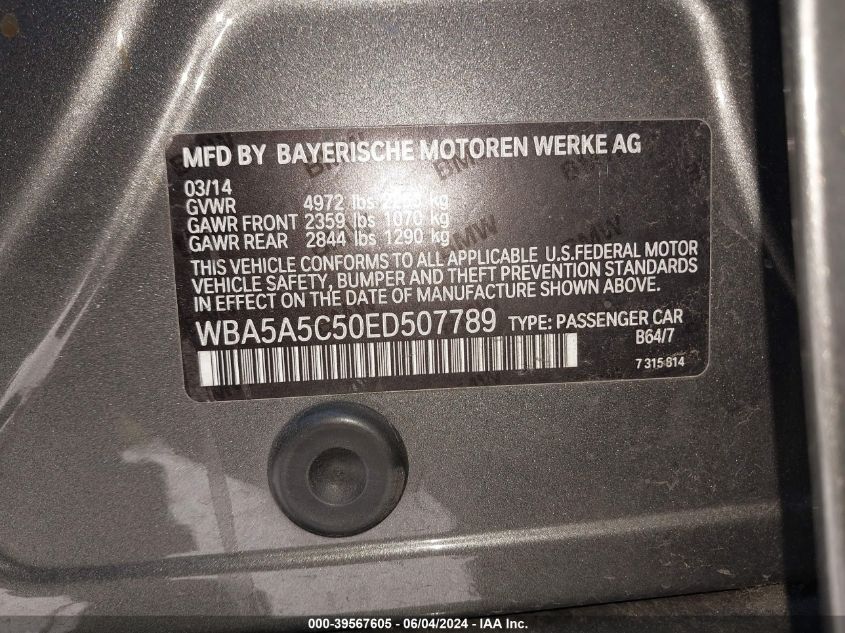 MFD BY BAYERISCHE MOTOREN WERKE AG
03/14
GVWR 4972 lbs 2255 kg
GAWR FRONT 2359 lbs 1070 kg
GAWR REAR 2844 lbs 1290 kg
THIS VEHICLE CONFORMS TO ALL APPLICABLE U.S.FEDERAL MOTOR
VEHICLE SAFETY, BUMPER AND THEFT PREVENTION STANDARDS
IN EFFECT ON THE DATE OF MANUFACTURE SHOWN ABOVE.
WBA5A5C50ED507789 TYPE: PASSENGER CAR
B64/7
7 315 814
000-39567605 - 06/04/2024 - IAA Inc.